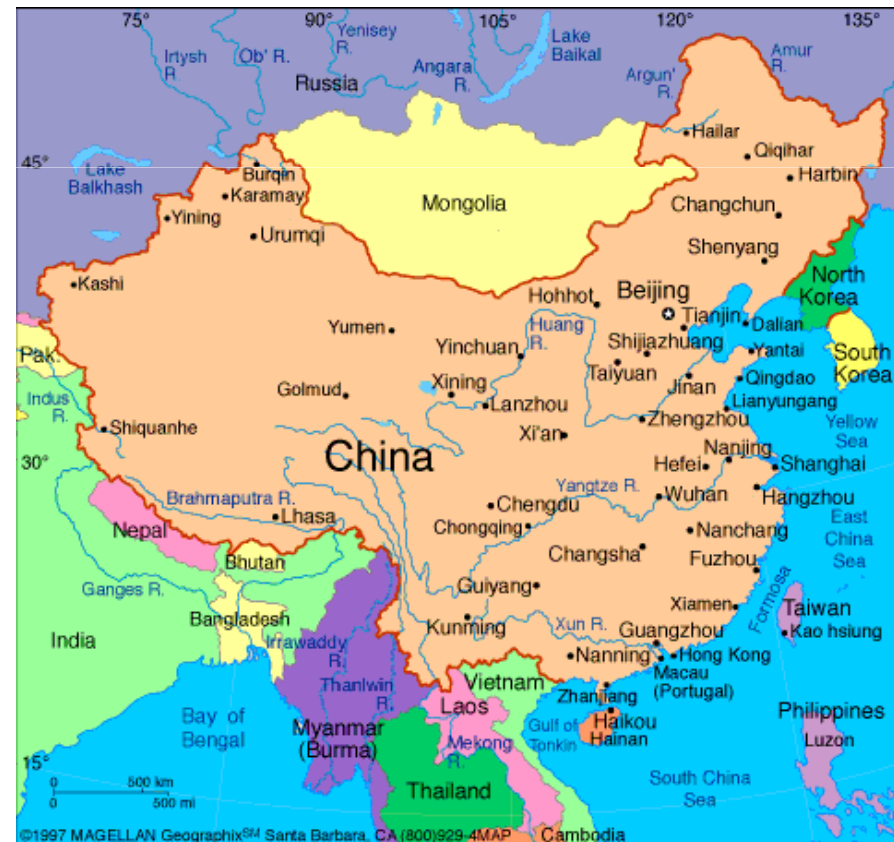 75°
90°
105°
120°
135°
Irtysh
R.
Ob' R.
Yenisey
R.
Lake
Baikal
Angara
R.
Russia
Argun'
R.
Amur
R.
Hailar
Qiqihar
45°
Lake
Balkhash
Burqin
Karamay
Harbin
Mongolia
Changchun
Yining
Urumqi
Shenyang
Kashi
North
Korea
Hohhot
Beijing
Tianjin
Dalian
Yumen
Huang
R.
Shijiazhuang
Yinchuan
Yantai
South
Korea
Pak.
Taiyuan
Golmud
Xining
Jinan
Qingdao
Indus
R.
Lanzhou
Lianyungang
Shiquanhe
Zhengzhou
Yellow
Sea
Xi'an
China
Nanjing
30°
Hefei
Shanghai
Brahmaputra R.
Yangtze R.
Wuhan
Hangzhou
Chengdu
Lhasa
Chongqing
Nanchang
East
China
Sea
Nepal
Changsha
Fuzhou
Bhutan
Ganges R.
Guiyang
Formosa
Xiamen
Taiwan
Bangladesh
Kunming
Xun R.
Guangzhou
Kao hsiung
India
Irrawaddy
R.
Nanning
Hong Kong
Macau
(Portugal)
Vietnam
Thanlwin
R.
Zhanjiang
Laos
Bay of
Bengal
Myanmar
(Burma)
Haikou
Hainan
Gulf of
Tonkin
Philippines
Luzon
Mekong
R.
15°
0
500 km
0
500 mi
Thailand
South China
Sea
©1997 MAGELLAN Geographix℠ Santa Barbara, CA (800)929-4MAP
Cambodia